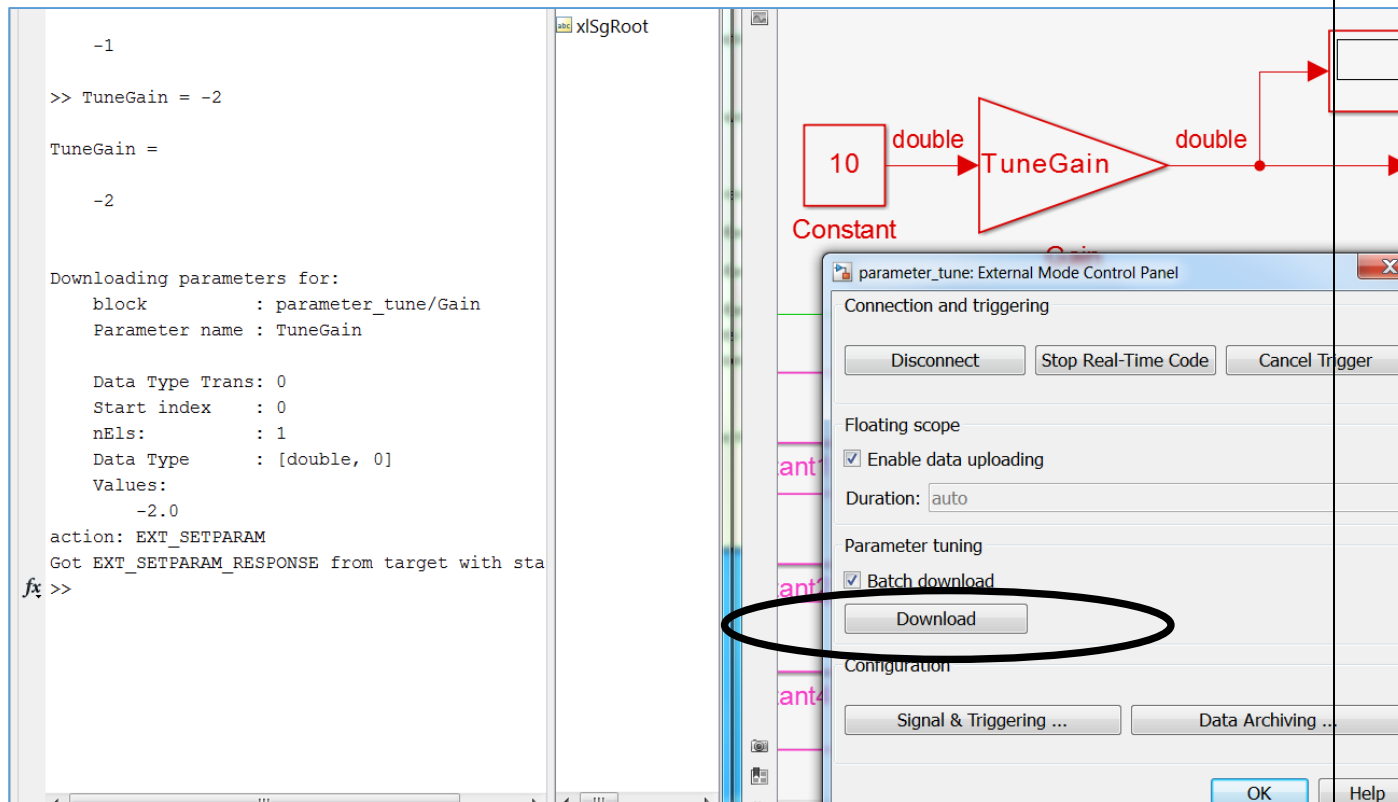 -1
>> TuneGain = -2
TuneGain =
-2
Downloading parameters for:
block : parameter_tune/Gain
Parameter name : TuneGain
Data Type Trans: 0
Start index : 0
nEls: : 1
Data Type : [double, 0]
Values:
-2.0
action: EXT_SETPARAM
Got EXT_SETPARAM_RESPONSE from target with sta
fx >>
abc xlSgRoot
10
double
TuneGain
double
Constant
Gain
parameter_tune: External Mode Control Panel
X
Connection and triggering
Disconnect
Stop Real-Time Code
Cancel Trigger
Floating scope
Enable data uploading
Duration: auto
Parameter tuning
Batch download
Download
Configuration
Signal & Triggering ...
Data Archiving ...
OK
Help
ant1
ant4